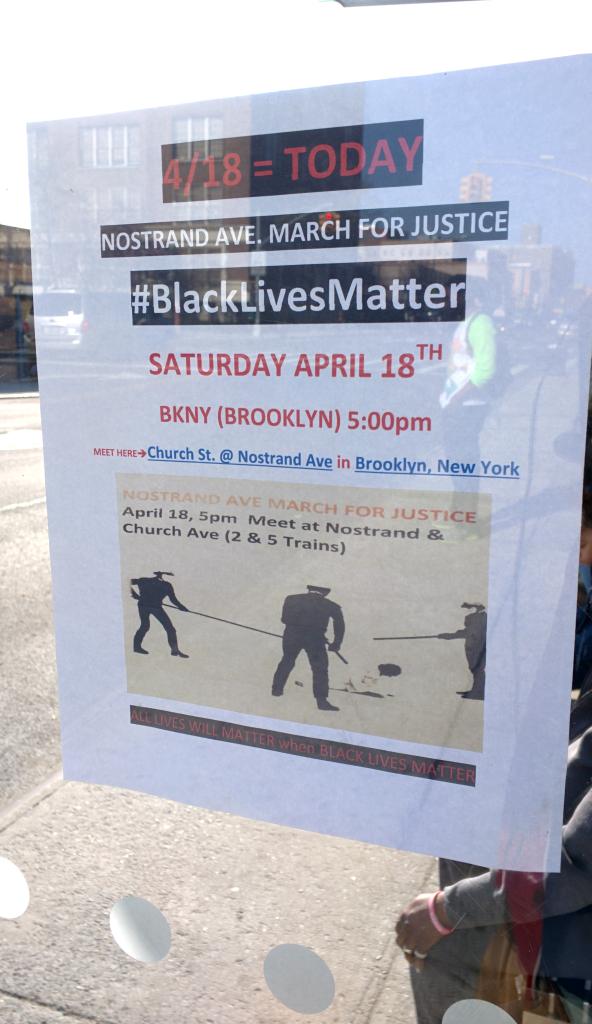 4/18 = TODAY
NOSTRAND AVE. MARCH FOR JUSTICE
#BlackLivesMatter
SATURDAY APRIL 18TH
BKNY (BROOKLYN) 5:00pm
MEET HERE→Church St. @ Nostrand Ave in Brooklyn, New York
NOSTRAND AVE MARCH FOR JUSTICE
April 18, 5pm Meet at Nostrand &
Church Ave (2 & 5 Trains)
ALL LIVES WILL MATTER when BLACK LIVES MATTER